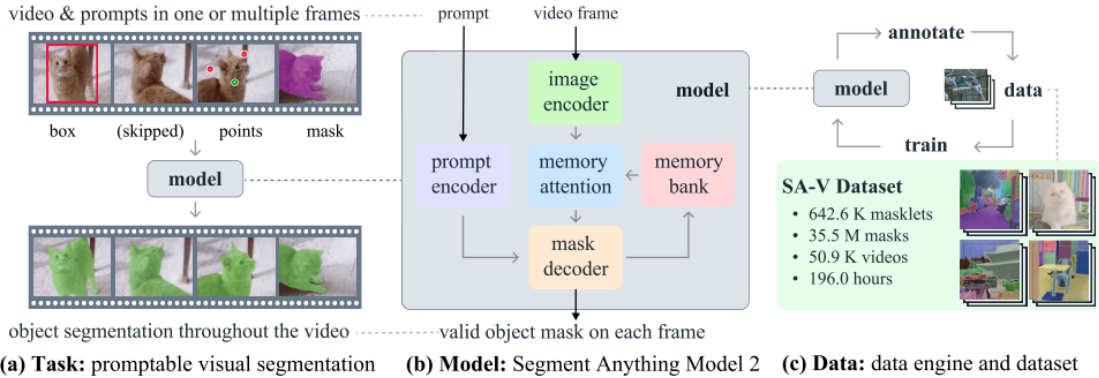 video & prompts in one or multiple frames
box
(skipped)
points
mask
model
object segmentation throughout the video
(a) Task: promptable visual segmentation
prompt
video frame
image
encoder
model
prompt
encoder
memory
attention
memory
bank
mask
decoder
valid object mask on each frame
(b) Model: Segment Anything Model 2
annotate
model
data
train
SA-V Dataset
• 642.6 K masklets
• 35.5 M masks
• 50.9 K videos
• 196.0 hours
(c) Data: data engine and dataset